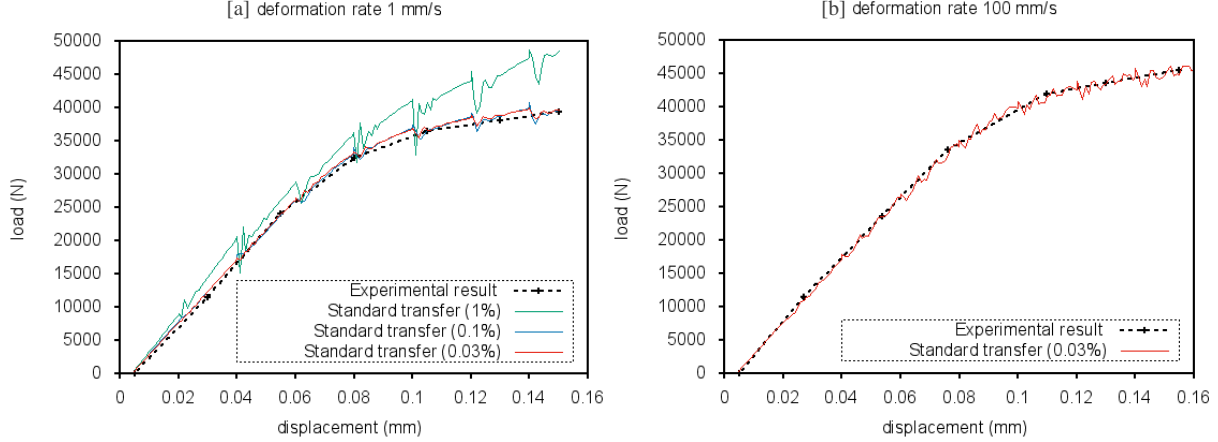 [a] deformation rate 1 mm/s
50000
45000
40000
35000
30000
25000
20000
15000
10000
5000
0
load (N)
Experimental result
Standard transfer (1%)
Standard transfer (0.1%)
Standard transfer (0.03%)
0 0.02 0.04 0.06 0.08 0.1 0.12 0.14 0.16
displacement (mm)
[b] deformation rate 100 mm/s
50000
45000
40000
35000
30000
25000
20000
15000
10000
5000
0
load (N)
Experimental result
Standard transfer (0.03%)
0 0.02 0.04 0.06 0.08 0.1 0.12 0.14 0.16
displacement (mm)